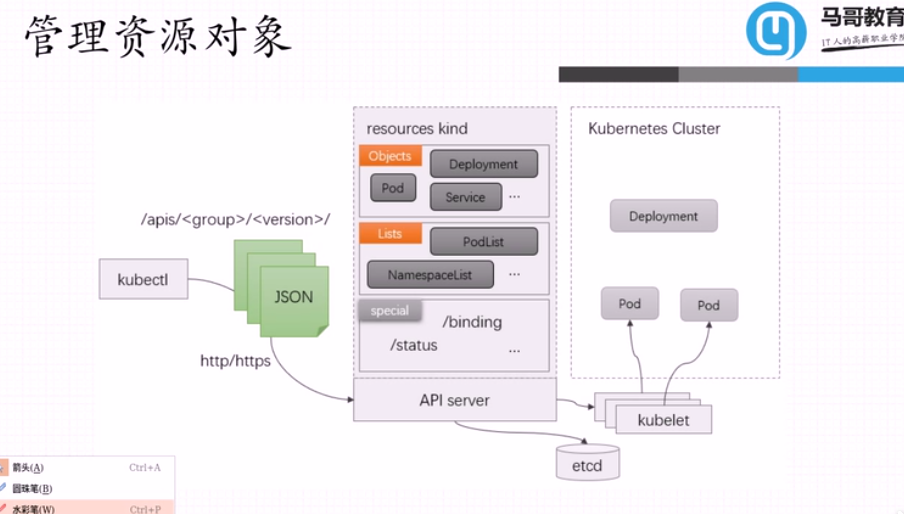 管理资源对象
马哥教育
IT人的高薪职业学院
resources kind
Kubernetes Cluster
Objects
Deployment
Pod
Service
...
Deployment
/apis/<group>/<version>/
Lists
PodList
NamespaceList
...
kubectl
JSON
special
/binding
/status
...
Pod
Pod
http/https
API server
kubelet
etcd
箭头(A)
Ctrl+A
圆珠笔(B)
水彩笔(W)
Ctrl+P